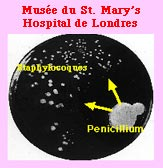 Musée du St. Mary's
Hospital de Londres
Staphylocoques
Penicillium